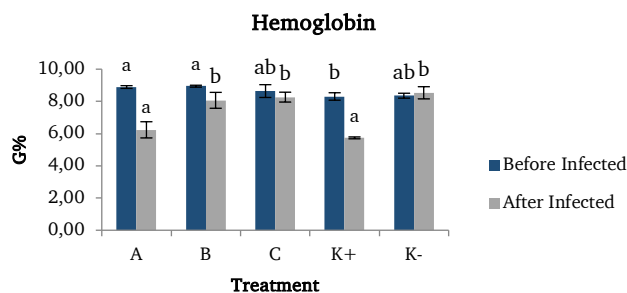 Hemoglobin
a a ab b ab
a b b a b
10,00
8,00
6,00
4,00
2,00
0,00
G%
A B C K+ K-
Treatment
Before Infected
After Infected